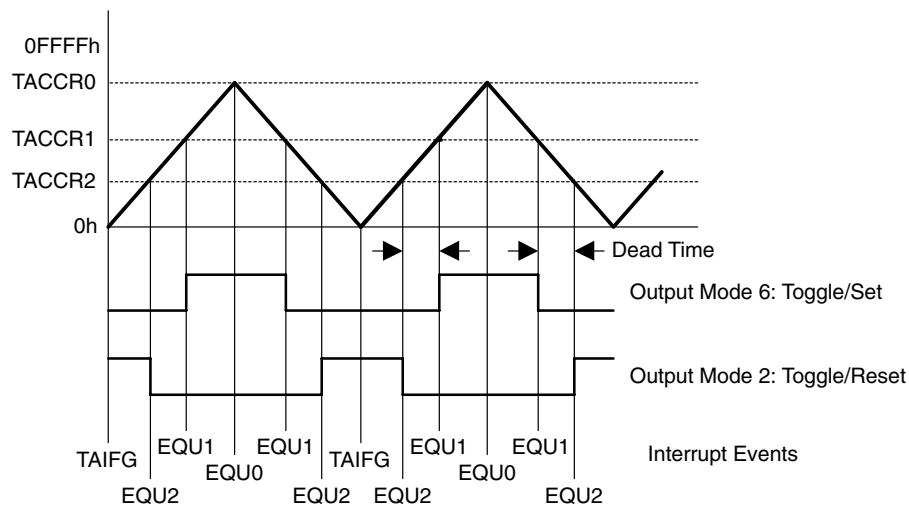 0FFFFh
TACCR0
TACCR1
TACCR2
0h
Dead Time
Output Mode 6: Toggle/Set
Output Mode 2: Toggle/Reset
TAIFG
EQU2
EQU1
EQU0
EQU1
EQU2
TAIFG
EQU2
EQU1
EQU0
EQU1
EQU2
Interrupt Events